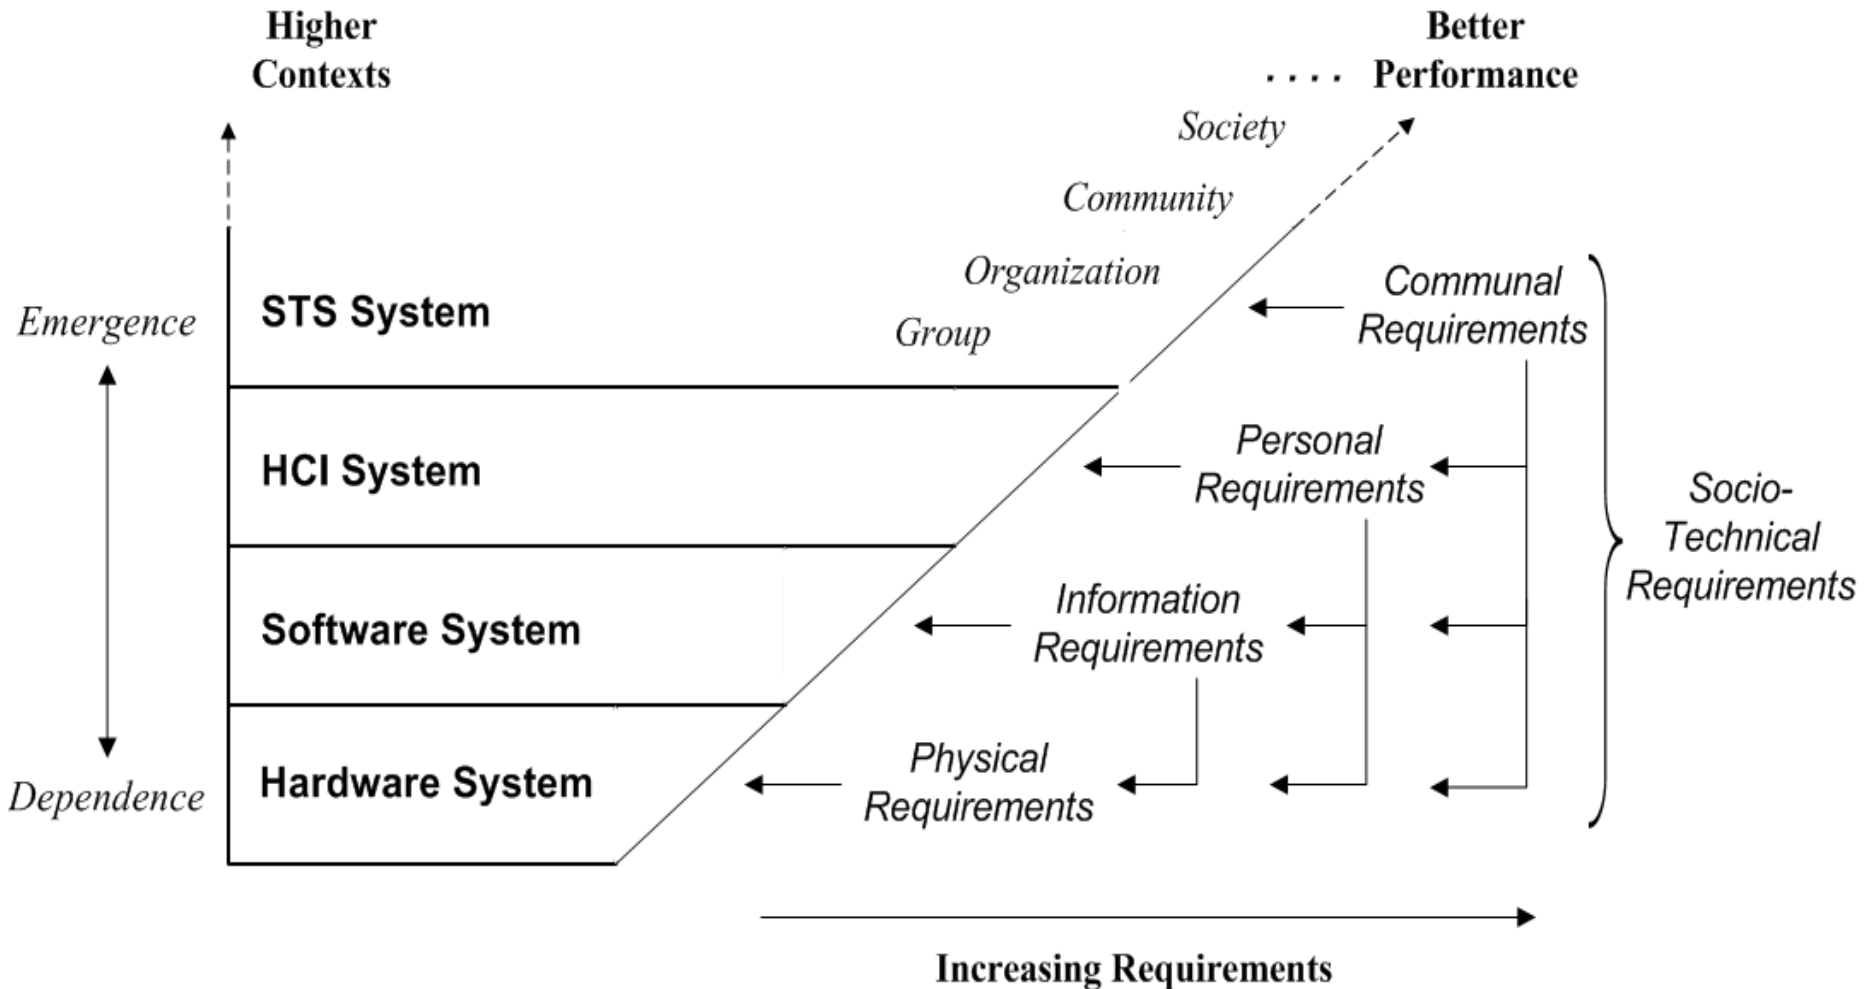 Higher
Contexts
Better
. . . . Performance
Society
Community
Organization
Group
Emergence
Dependence
STS System
HCI System
Software System
Hardware System
Communal
Requirements
Personal
Requirements
Information
Requirements
Physical
Requirements
Socio-
Technical
Requirements
Increasing Requirements